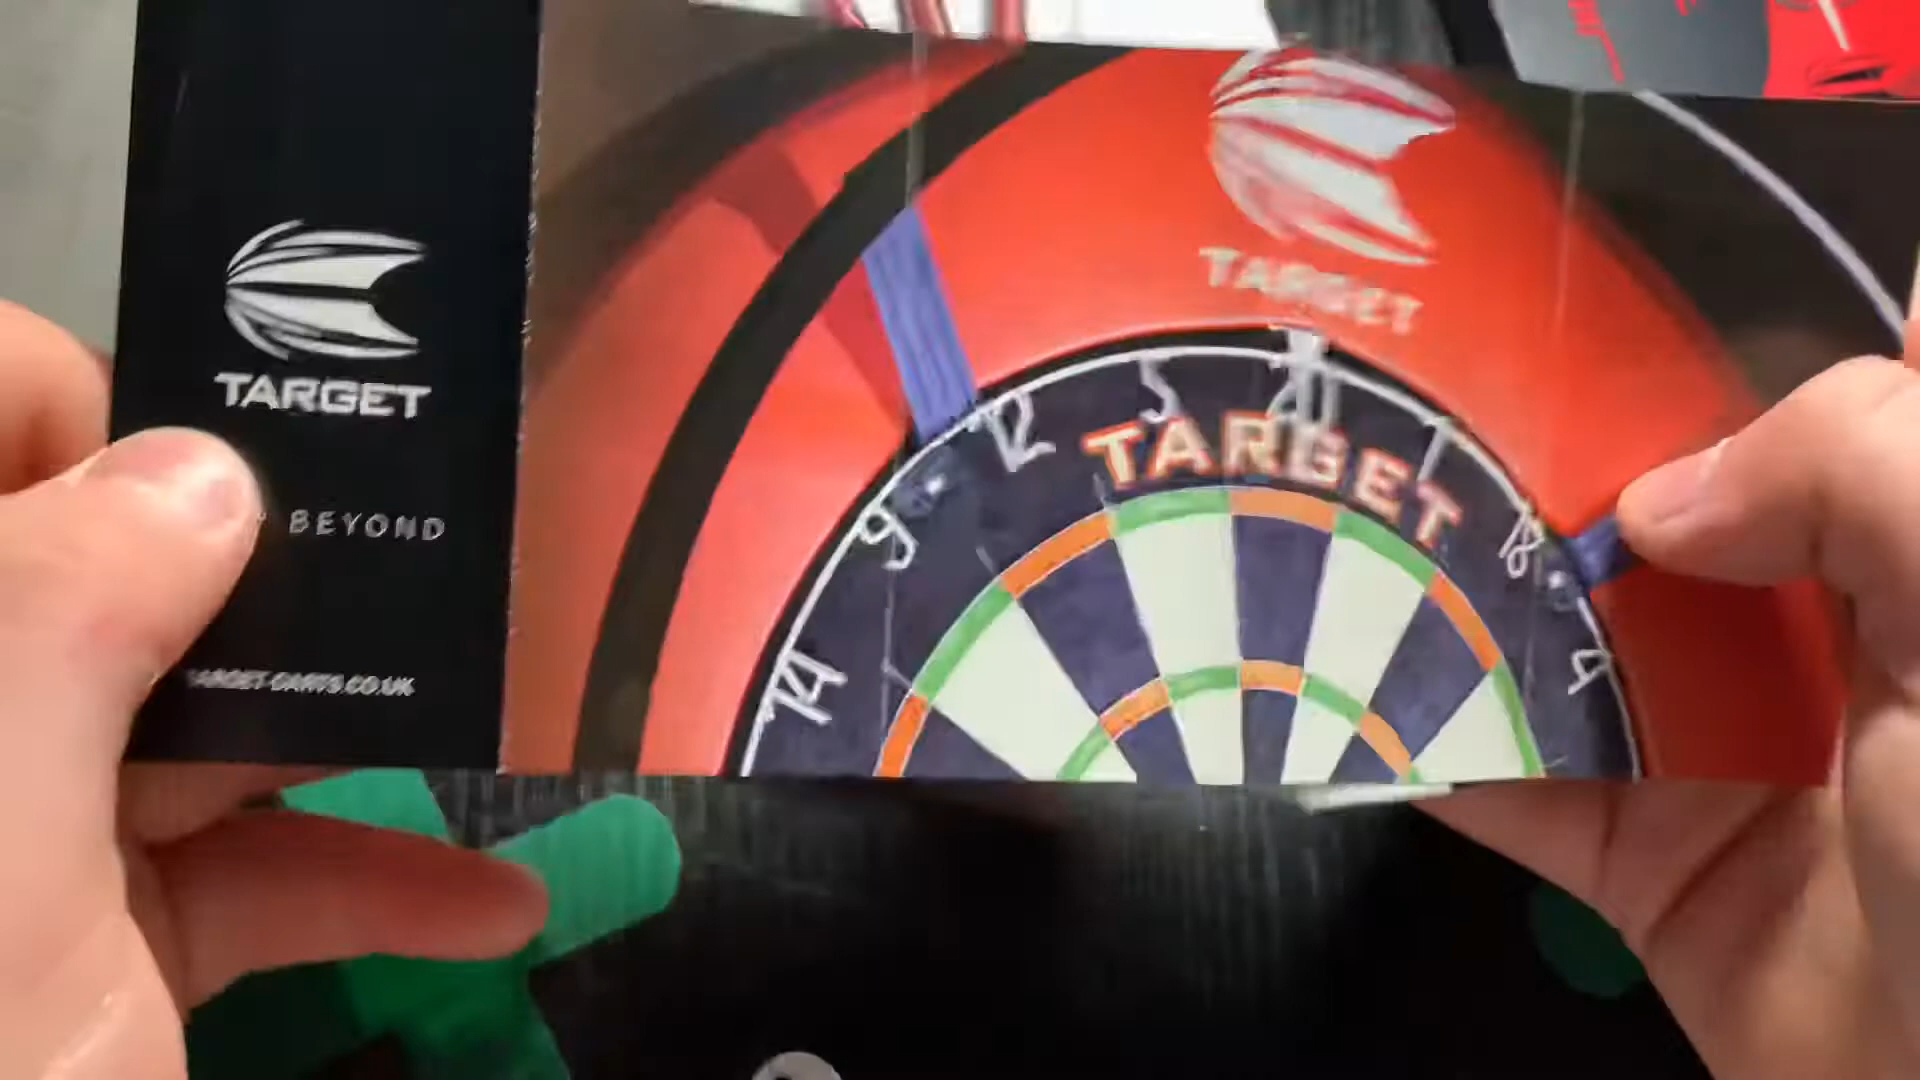 TARGET
BEYOND
TARGET-DARTS.CO.UK
TARGET
14 9 12 5 20 1 18 4
TARGET